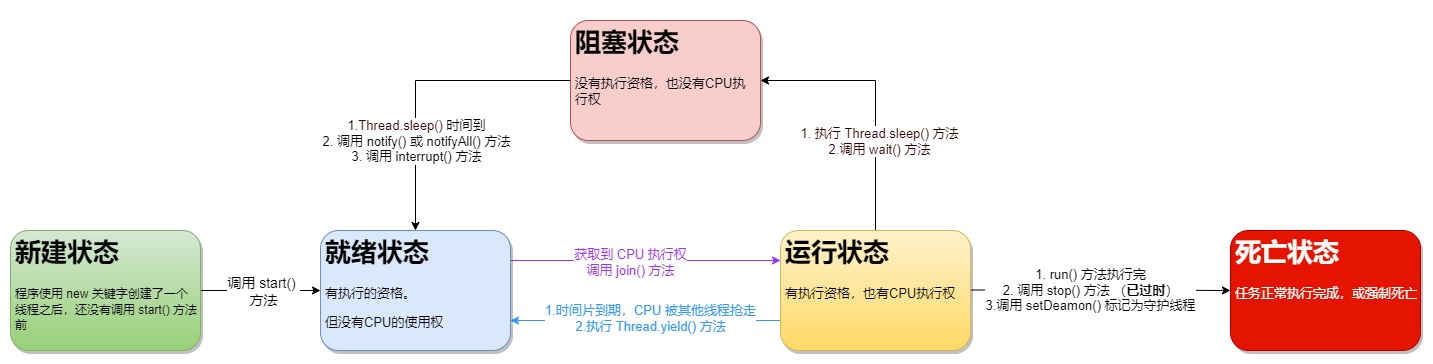 阻塞状态
没有执行资格，也没有CPU执
行权
1.Thread.sleep() 时间到
2. 调用 notify() 或 notifyAll() 方法
3. 调用 interrupt() 方法
1. 执行 Thread.sleep() 方法
2.调用 wait() 方法
新建状态
程序使用 new 关键字创建了一个
线程之后，还没有调用 start() 方法
前
调用 start()
方法
就绪状态
有执行的资格。
但没有CPU的使用权
获取到 CPU 执行权
调用 join() 方法
1.时间片到期，CPU 被其他线程抢走
2.执行 Thread.yield() 方法
运行状态
有执行资格，也有CPU执行权
1. run() 方法执行完
2. 调用 stop() 方法 （已过时）
3.调用 setDeamon() 标记为守护线程
死亡状态
任务正常执行完成，或强制死亡